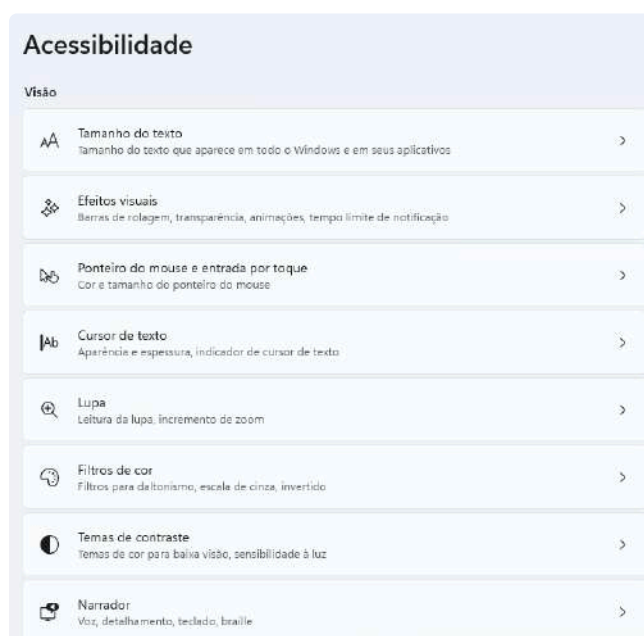 Acessibilidade
Visão
AA
Tamanho do texto
Tamanho do texto que aparece em todo o Windows e em seus aplicativos
Efeitos visuais
Barras de rolagem, transparência, animações, tempo limite de notificação
Ponteiro do mouse e entrada por toque
Cor e tamanho do ponteiro do mouse
Ab
Cursor de texto
Aparência e espessura, indicador de cursor de texto
Lupa
Leitura da lupa, incremento de zoom
Filtros de cor
Filtros para daltonismo, escala de cinza, invertido
Temas de contraste
Temas de cor para baixa visão, sensibilidade à luz
Narrador
Voz, detalhamento, teclado, braille